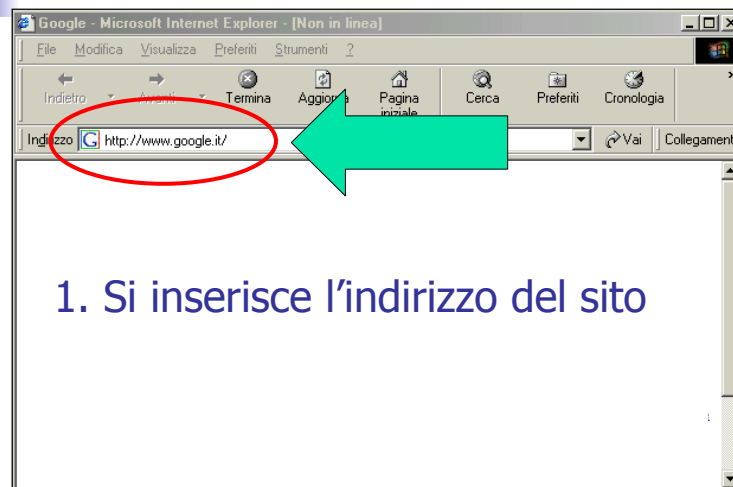 Google - Microsoft Internet Explorer - [Non in linea]
File Modifica Visualizza Preferiti Strumenti ?
Indietro Avanti Termina Aggiorna Pagina iniziale Cerca Preferiti Cronologia »
Indirizzo http://www.google.it/ Vai Collegament
1. Si inserisce l’indirizzo del sito